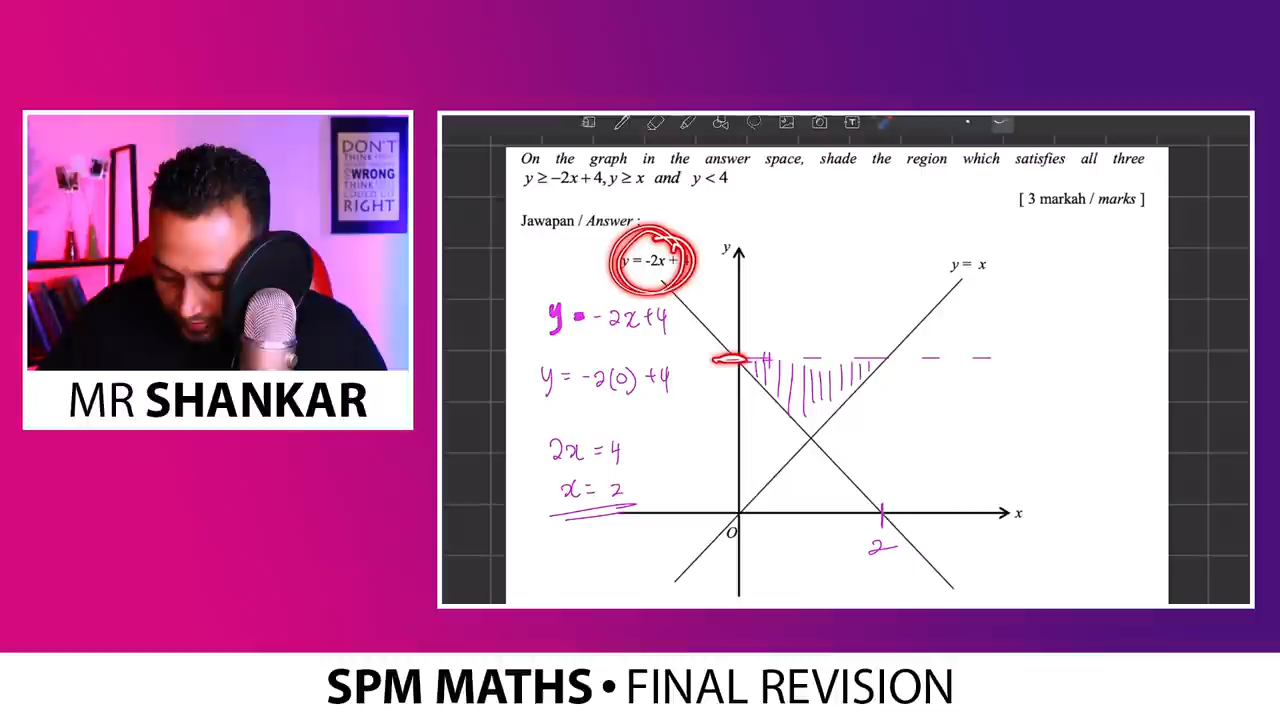 DON'T
THINK
WRONG
THINK
RIGHT
MR SHANKAR
On the graph in the answer space, shade the region which satisfies all three
y ≥ −2x + 4, y ≥ x and y < 4
[ 3 markah / marks ]
Jawapan / Answer :
y
y = -2x +
y = x
y = -2x+4
y = -2(0) +4
2x = 4
x = 2
x
O
2
SPM MATHS • FINAL REVISION